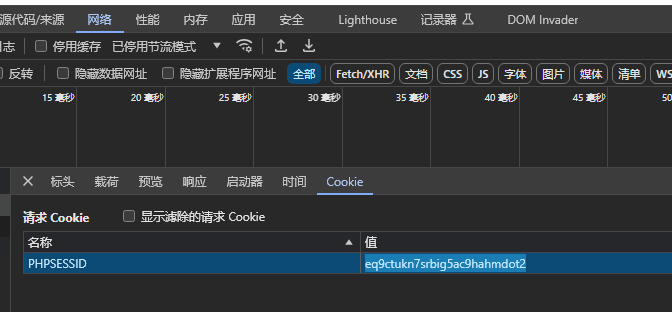 源代码/来源 网络 性能 内存 应用 安全 Lighthouse 记录器 DOM Invader
日志 停用缓存 已停用节流模式
反转 隐藏数据网址 隐藏扩展程序网址 全部 Fetch/XHR 文档 CSS JS 字体 图片 媒体 清单 WS
15 毫秒 20 毫秒 25 毫秒 30 毫秒 35 毫秒 40 毫秒 45 毫秒 50
标头 载荷 预览 响应 启动器 时间 Cookie
请求 Cookie 显示滤除的请求 Cookie
名称 值
PHPSESSID eq9ctukn7srbig5ac9hahmdot2